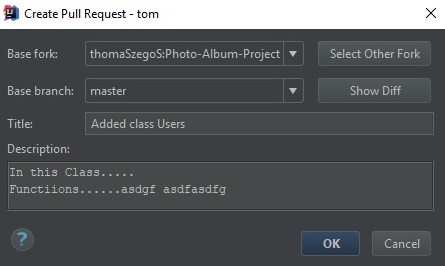 Create Pull Request - tom
Base fork: thomaSzegoS:Photo-Album-Project Select Other Fork
Base branch: master Show Diff
Title: Added class Users
Description:
In this Class.....
Functiions......asdgf asdfasdfg
? OK Cancel